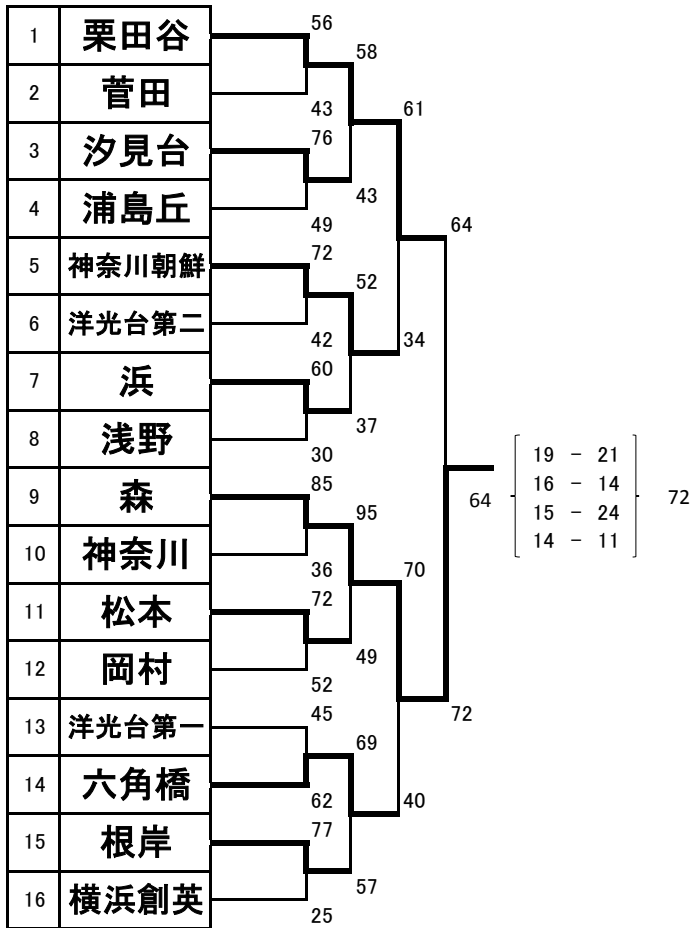 1 栗田谷
2 菅田
3 汐見台
4 浦島丘
5 神奈川朝鮮
6 洋光台第二
7 浜
8 浅野
9 森
10 神奈川
11 松本
12 岡村
13 洋光台第一
14 六角橋
15 根岸
16 横浜創英
56
43
76
49
72
42
60
30
85
36
72
52
45
62
77
25
58
43
52
37
95
49
69
57
61
34
70
40
64
72
64
19 - 21
16 - 14
15 - 24
14 - 11
72